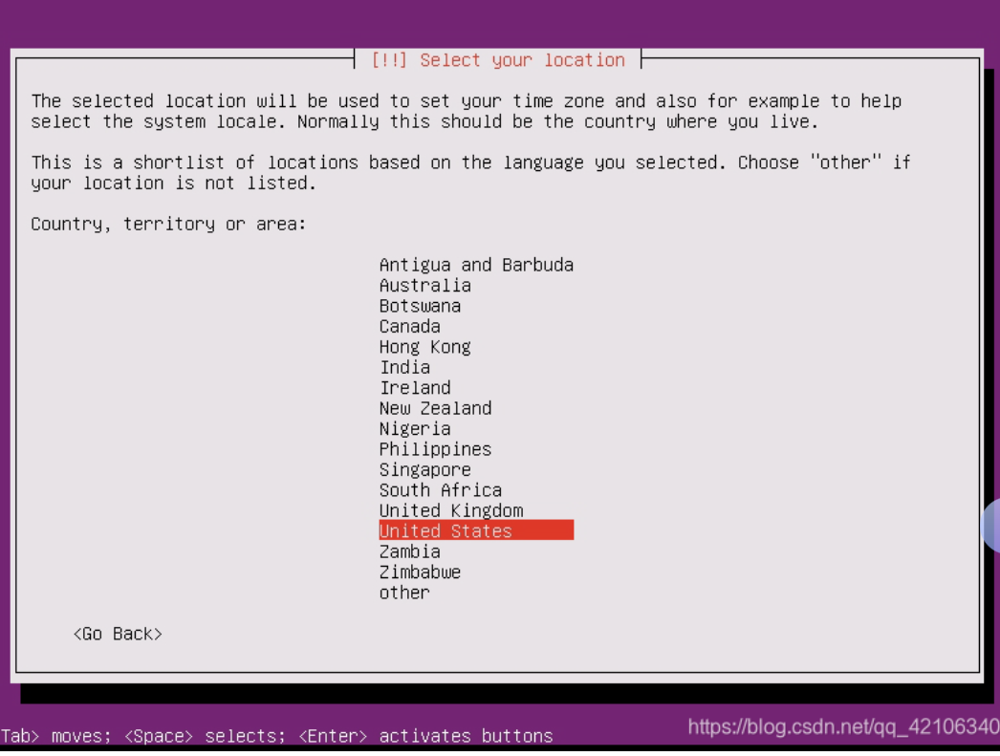 [!!] Select your location
The selected location will be used to set your time zone and also for example to help
select the system locale. Normally this should be the country where you live.
This is a shortlist of locations based on the language you selected. Choose "other" if
your location is not listed.
Country, territory or area:
Antigua and Barbuda
Australia
Botswana
Canada
Hong Kong
India
Ireland
New Zealand
Nigeria
Philippines
Singapore
South Africa
United Kingdom
United States
Zambia
Zimbabwe
other
<Go Back>
Tab> moves; <Space> selects; <Enter> activates buttons
https://blog.csdn.net/qq_42106340